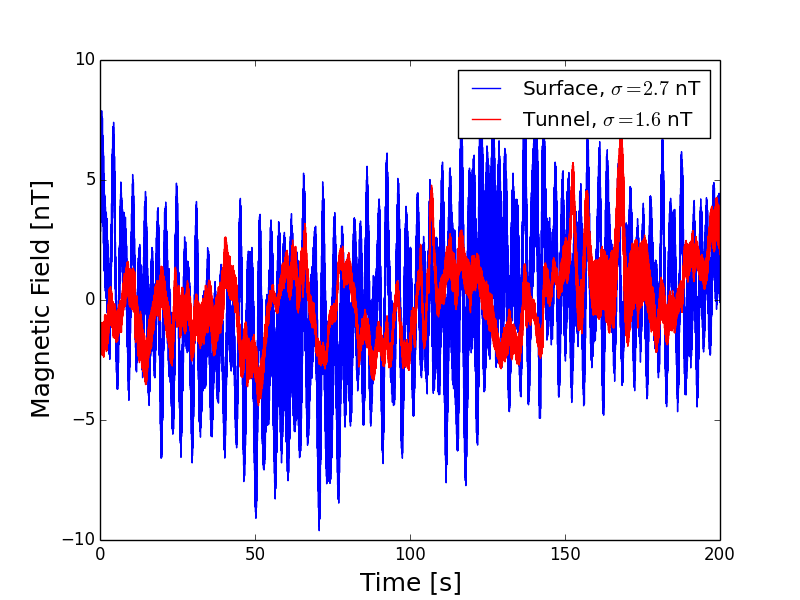 Surface, σ=2.7 nT
Tunnel, σ=1.6 nT
10
5
0
−5
−10
Magnetic Field [nT]
0 50 100 150 200
Time [s]